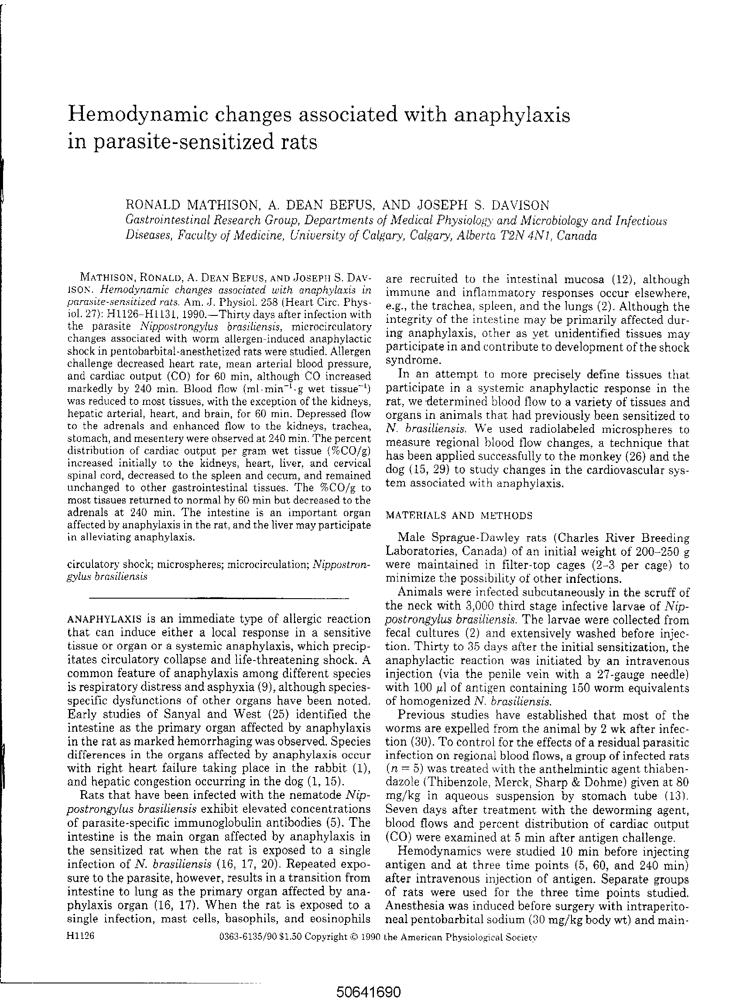 Hemodynamic changes associated with anaphylaxis
in parasite-sensitized rats
RONALD MATHISON, A. DEAN BEFUS, AND JOSEPH S. DAVISON
Gastrointestinal Research Group, Departments of Medical Physiology and Microbiology and Infectious
Diseases, Faculty of Medicine, University of Calgary, Calgary, Alberta T2N 4N1, Canada
MATHISON, RONALD, A. DEAN BEFUS, AND JOSEPH S. DAV-
ISON. Hemodynamic changes associated with anaphylaxis in
parasite-sensitized rats. Am. J. Physiol. 258 (Heart Circ. Phys-
iol. 27): H1126–H1131, 1990.—Thirty days after infection with
the parasite Nippostrongylus brasiliensis, microcirculatory
changes associated with worm allergen-induced anaphylactic
shock in pentobarbital-anesthetized rats were studied. Allergen
challenge decreased heart rate, mean arterial blood pressure,
and cardiac output (CO) for 60 min, although CO increased
markedly by 240 min. Blood flow (ml·min⁻¹·g wet tissue⁻¹)
was reduced to most tissues, with the exception of the kidneys,
hepatic arterial, heart, and brain, for 60 min. Depressed flow
to the adrenals and enhanced flow to the kidneys, trachea,
stomach, and mesentery were observed at 240 min. The percent
distribution of cardiac output per gram wet tissue (%CO/g)
increased initially to the kidneys, heart, liver, and cervical
spinal cord, decreased to the spleen and cecum, and remained
unchanged to other gastrointestinal tissues. The %CO/g to
most tissues returned to normal by 60 min but decreased to the
adrenals at 240 min. The intestine is an important organ
affected by anaphylaxis in the rat, and the liver may participate
in alleviating anaphylaxis.
circulatory shock; microspheres; microcirculation; Nippostron-
gylus brasiliensis
ANAPHYLAXIS is an immediate type of allergic reaction
that can induce either a local response in a sensitive
tissue or organ or a systemic anaphylaxis, which precip-
itates circulatory collapse and life-threatening shock. A
common feature of anaphylaxis among different species
is respiratory distress and asphyxia (9), although species-
specific dysfunctions of other organs have been noted.
Early studies of Sanyal and West (25) identified the
intestine as the primary organ affected by anaphylaxis
in the rat as marked hemorrhaging was observed. Species
differences in the organs affected by anaphylaxis occur
with right heart failure taking place in the rabbit (1),
and hepatic congestion occurring in the dog (1, 15).
Rats that have been infected with the nematode Nip-
postrongylus brasiliensis exhibit elevated concentrations
of parasite-specific immunoglobulin antibodies (5). The
intestine is the main organ affected by anaphylaxis in
the sensitized rat when the rat is exposed to a single
infection of N. brasiliensis (16, 17, 20). Repeated expo-
sure to the parasite, however, results in a transition from
intestine to lung as the primary organ affected by ana-
phylaxis organ (16, 17). When the rat is exposed to a
single infection, mast cells, basophils, and eosinophils
are recruited to the intestinal mucosa (12), although
immune and inflammatory responses occur elsewhere,
e.g., the trachea, spleen, and the lungs (2). Although the
integrity of the intestine may be primarily affected dur-
ing anaphylaxis, other as yet unidentified tissues may
participate in and contribute to development of the shock
syndrome.
In an attempt to more precisely define tissues that
participate in a systemic anaphylactic response in the
rat, we determined blood flow to a variety of tissues and
organs in animals that had previously been sensitized to
N. brasiliensis. We used radiolabeled microspheres to
measure regional blood flow changes, a technique that
has been applied successfully to the monkey (26) and the
dog (15, 29) to study changes in the cardiovascular sys-
tem associated with anaphylaxis.
MATERIALS AND METHODS
Male Sprague-Dawley rats (Charles River Breeding
Laboratories, Canada) of an initial weight of 200–250 g
were maintained in filter-top cages (2–3 per cage) to
minimize the possibility of other infections.
Animals were infected subcutaneously in the scruff of
the neck with 3,000 third stage infective larvae of Nip-
postrongylus brasiliensis. The larvae were collected from
fecal cultures (2) and extensively washed before injec-
tion. Thirty to 35 days after the initial sensitization, the
anaphylactic reaction was initiated by an intravenous
injection (via the penile vein with a 27-gauge needle)
with 100 μl of antigen containing 150 worm equivalents
of homogenized N. brasiliensis.
Previous studies have established that most of the
worms are expelled from the animal by 2 wk after infec-
tion (30). To control for the effects of a residual parasitic
infection on regional blood flows, a group of infected rats
(n = 5) was treated with the anthelmintic agent thiaben-
dazole (Thibenzole, Merck, Sharp & Dohme) given at 80
mg/kg in aqueous suspension by stomach tube (13).
Seven days after treatment with the deworming agent,
blood flows and percent distribution of cardiac output
(CO) were examined at 5 min after antigen challenge.
Hemodynamics were studied 10 min before injecting
antigen and at three time points (5, 60, and 240 min)
after intravenous injection of antigen. Separate groups
of rats were used for the three time points studied.
Anesthesia was induced before surgery with intraperito-
neal pentobarbital sodium (30 mg/kg body wt) and main-
H1126
0363-6135/90 $1.50 Copyright © 1990 the American Physiological Society
50641690